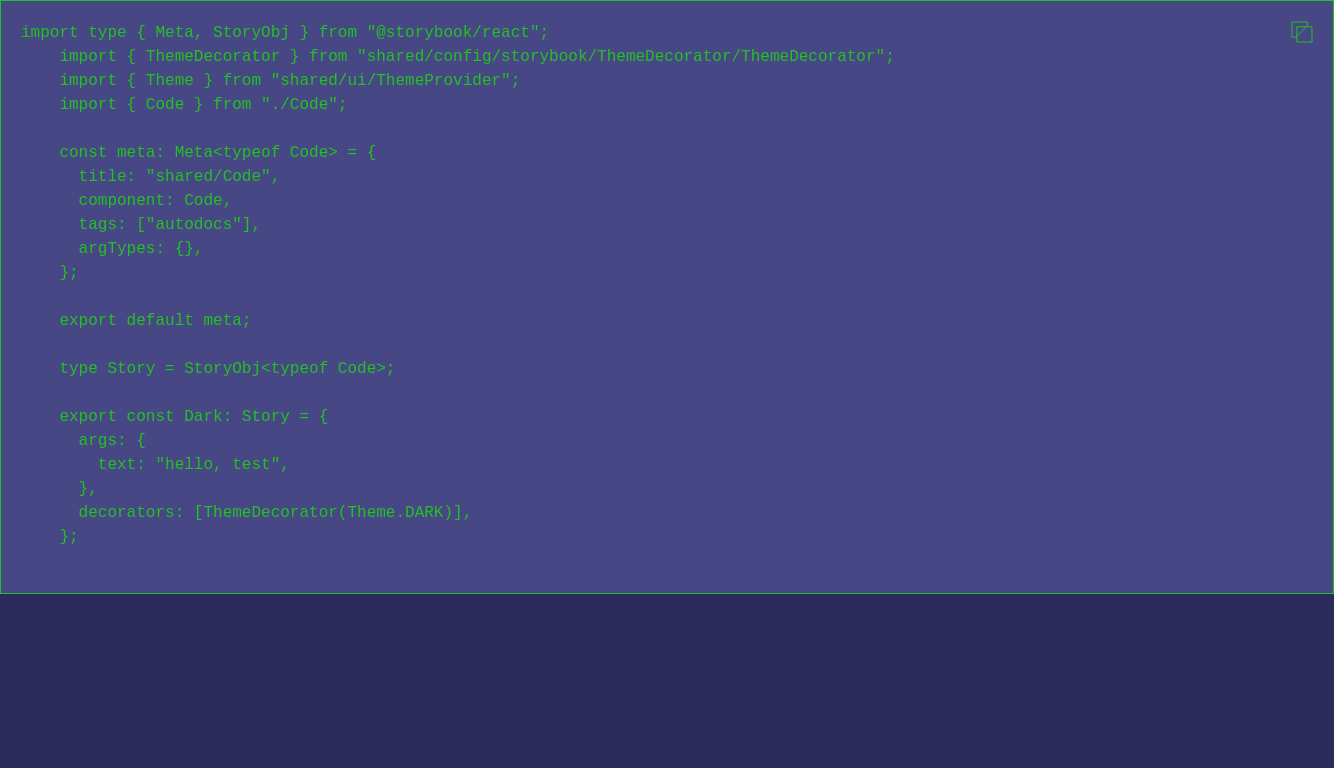 import type { Meta, StoryObj } from "@storybook/react";
    import { ThemeDecorator } from "shared/config/storybook/ThemeDecorator/ThemeDecorator";
    import { Theme } from "shared/ui/ThemeProvider";
    import { Code } from "./Code";

    const meta: Meta<typeof Code> = {
      title: "shared/Code",
      component: Code,
      tags: ["autodocs"],
      argTypes: {},
    };

    export default meta;

    type Story = StoryObj<typeof Code>;

    export const Dark: Story = {
      args: {
        text: "hello, test",
      },
      decorators: [ThemeDecorator(Theme.DARK)],
    };